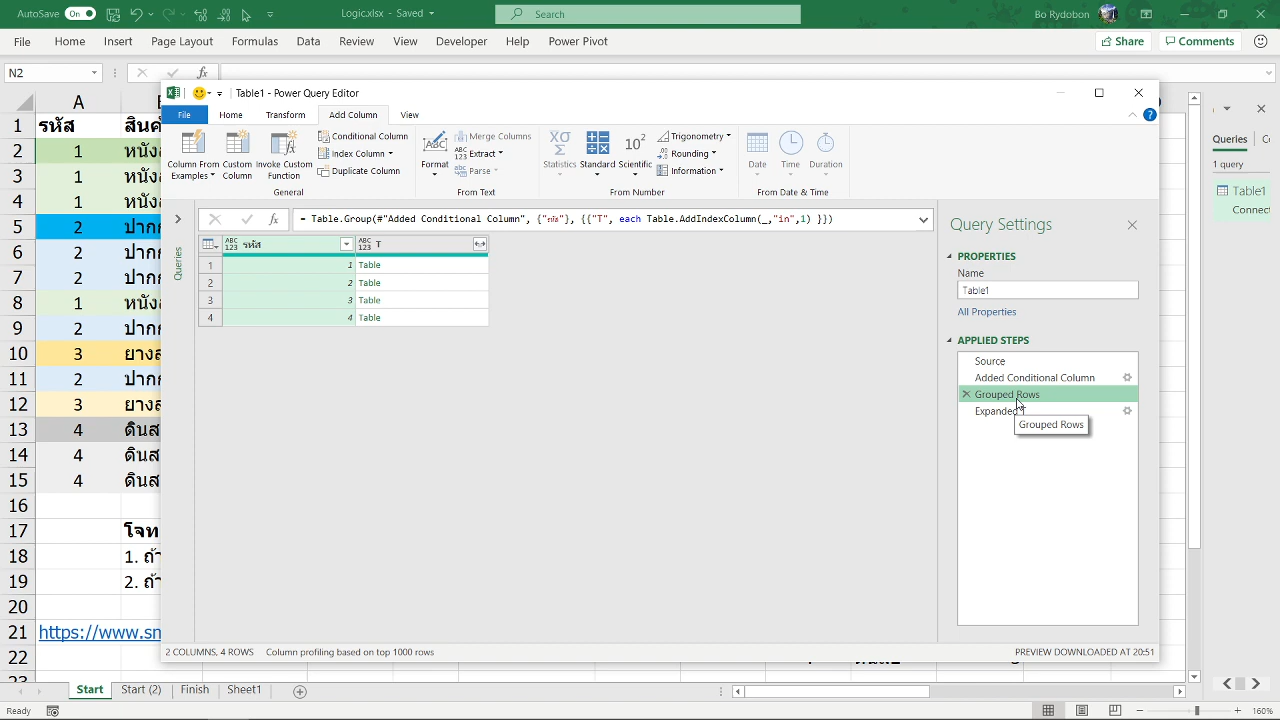 AutoSave On Logic.xlsx - Saved Search Bo Rydobon
File Home Insert Page Layout Formulas Data Review View Developer Help Power Pivot Share Comments
N2 fx
Table1 - Power Query Editor
File Home Transform Add Column View
Column From Examples Custom Column Invoke Custom Function
Conditional Column
Index Column
Duplicate Column
General
Format
Merge Columns
Extract
Parse
From Text
Statistics Standard Scientific
10²
Trigonometry
Rounding
Information
From Number
Date Time Duration
From Date & Time
fx = Table.Group(#"Added Conditional Column", {"รหัส"}, {{"T", each Table.AddIndexColumn(_,"in",1) }})
Queries
ABC 123 รหัส ABC 123 T
1 1 Table
2 2 Table
3 3 Table
4 4 Table
Query Settings
PROPERTIES
Name
Table1
All Properties
APPLIED STEPS
Source
Added Conditional Column
Grouped Rows
Expanded
Grouped Rows
2 COLUMNS, 4 ROWS Column profiling based on top 1000 rows PREVIEW DOWNLOADED AT 20:51
Queries
1 query
Table1
Connect
A
1 รหัส
2 1
3 1
4 1
5 2
6 2
7 2
8 1
9 2
10 3
11 2
12 3
13 4
14 4
15 4
16
17
18 1.
19 2.
20
21 https://www.sn
22
Start Start (2) Finish Sheet1
Ready 160%